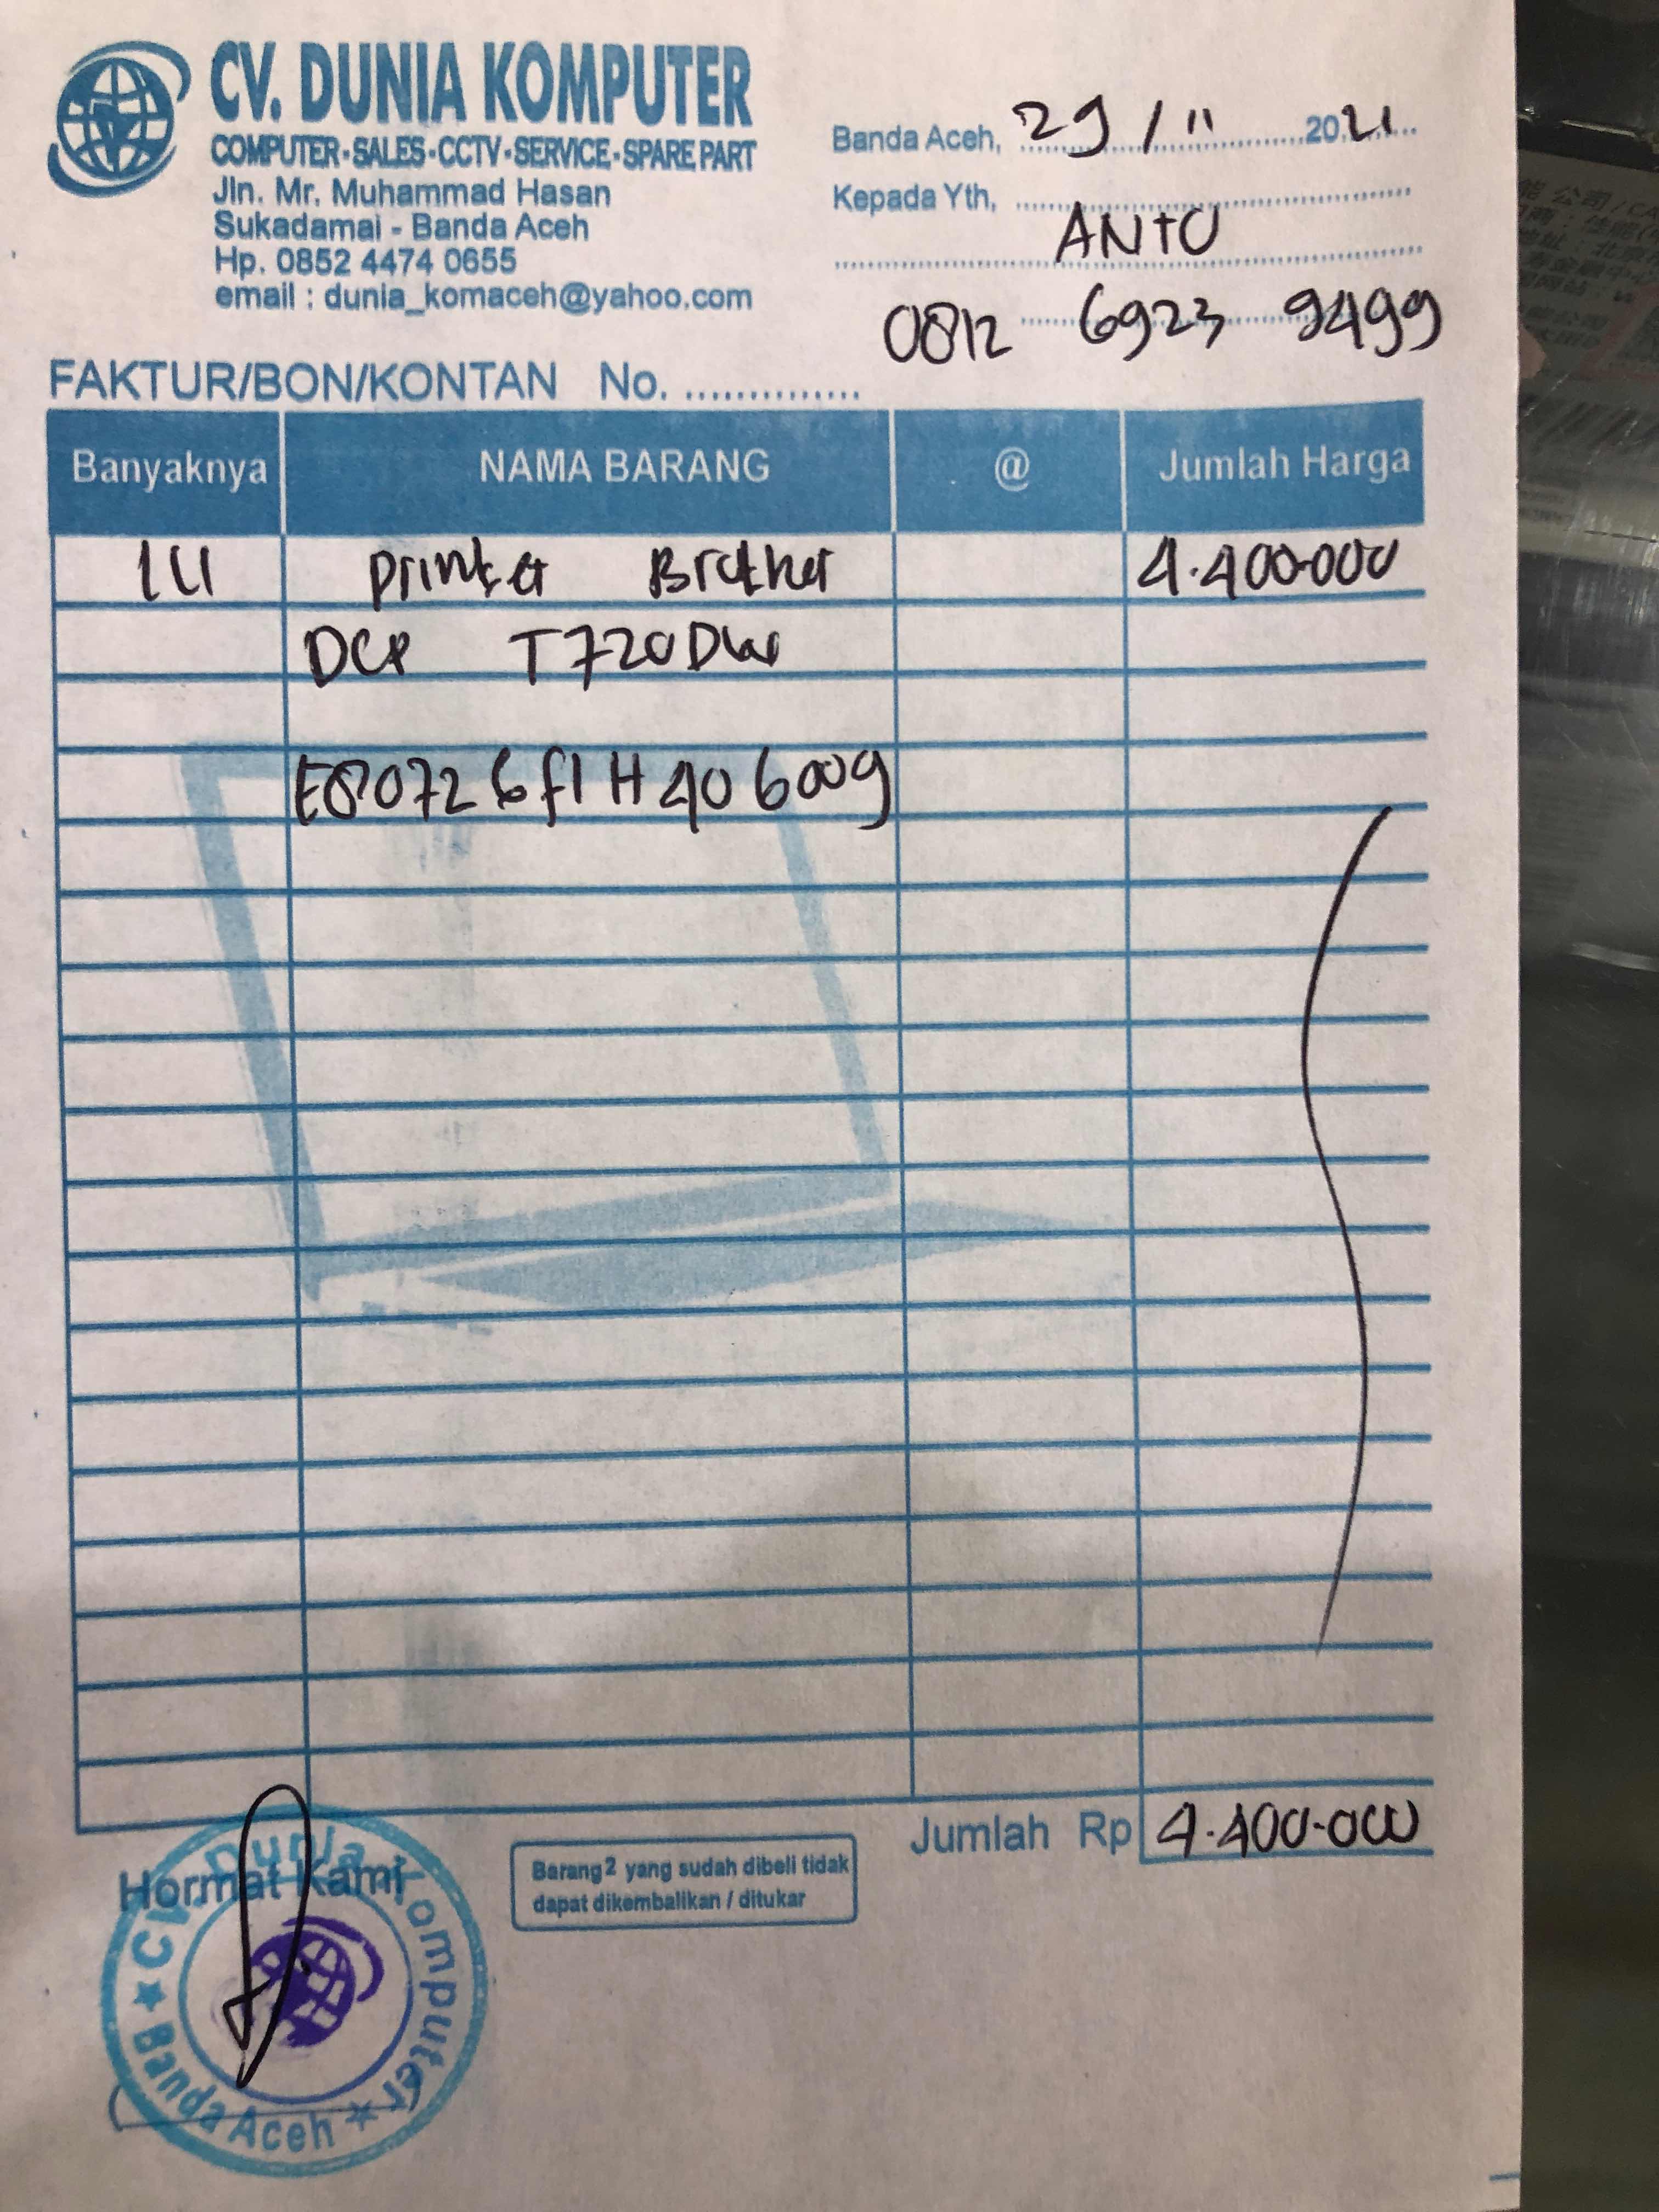 CV. DUNIA KOMPUTER
COMPUTER-SALES-CCTV-SERVICE-SPARE PART
Jln. Mr. Muhammad Hasan
Sukadamai - Banda Aceh
Hp. 0852 4474 0655
email : dunia_komaceh@yahoo.com
Banda Aceh, 29 / 11 2021
Kepada Yth,
ANTO
0812 6923 9499
FAKTUR/BON/KONTAN No. ...............
Banyaknya NAMA BARANG @ Jumlah Harga
Printer Brother 4.400.000
DCP T720DW
E80726F1H406009
Jumlah Rp 4.400.000
Hormat Kami
Barang2 yang sudah dibeli tidak
dapat dikembalikan / ditukar
CV. Dunia Komputer
Banda Aceh